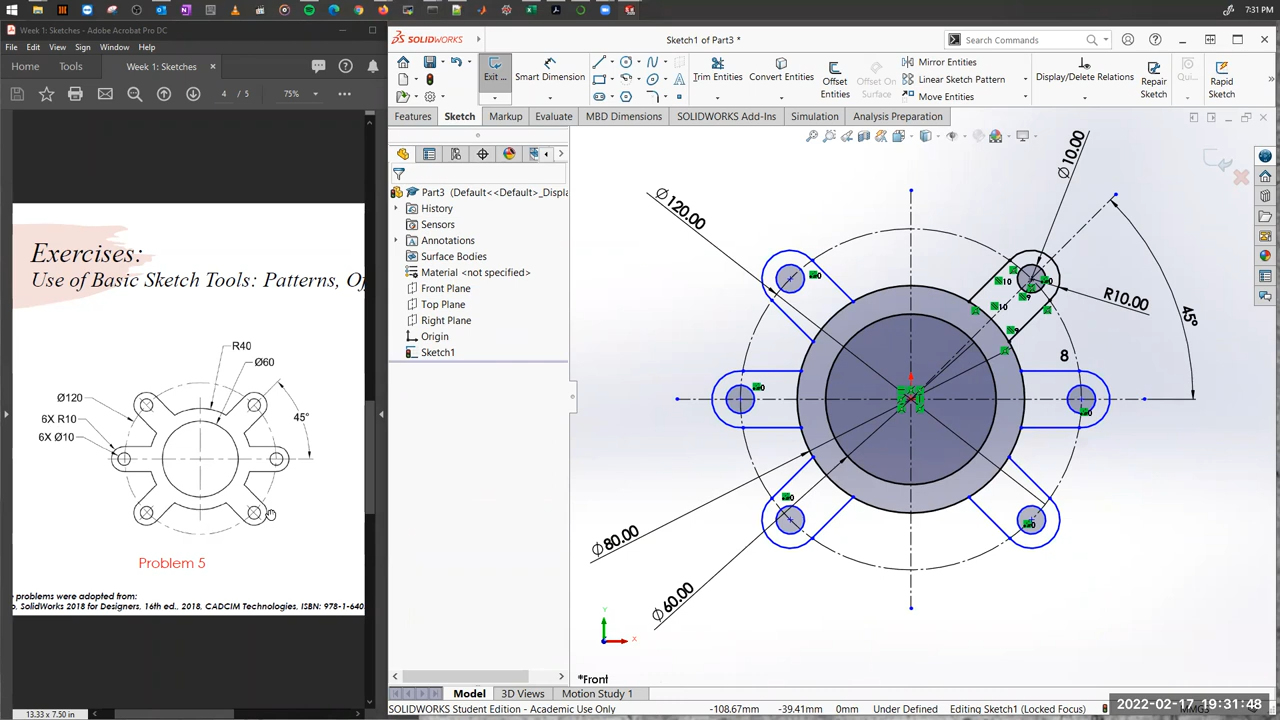 7:31 PM
Week 1: Sketches - Adobe Acrobat Pro DC
File Edit View Sign Window Help
Home Tools Week 1: Sketches ×
4 / 5 75%
Exercises:
Use of Basic Sketch Tools: Patterns, Of
R40
Ø60
Ø120
45°
6X R10
6X Ø10
Problem 5
problems were adopted from:
SolidWorks 2018 for Designers, 16th ed., 2018, CADCIM Technologies, ISBN: 978-1-640
13.33 x 7.50 in
SOLIDWORKS
Sketch1 of Part3 *
Search Commands
Exit ...
Smart Dimension
Trim Entities
Convert Entities
Offset Entities
Offset On Surface
Mirror Entities
Linear Sketch Pattern
Move Entities
Display/Delete Relations
Repair Sketch
Qui...
Rapid Sketch
Features Sketch Markup Evaluate MBD Dimensions SOLIDWORKS Add-Ins Simulation Analysis Preparation
Part3 (Default<<Default>_Displa
History
Sensors
Annotations
Surface Bodies
Material <not specified>
Front Plane
Top Plane
Right Plane
Origin
Sketch1
Ø10.00
Ø120.00
R10.00
45°
8
Ø80.00
Ø60.00
Y
X
*Front
Model 3D Views Motion Study 1
SOLIDWORKS Student Edition - Academic Use Only -108.67mm -39.41mm 0mm Under Defined Editing Sketch1 (Locked Focus)
2022-02-17 19:31:48